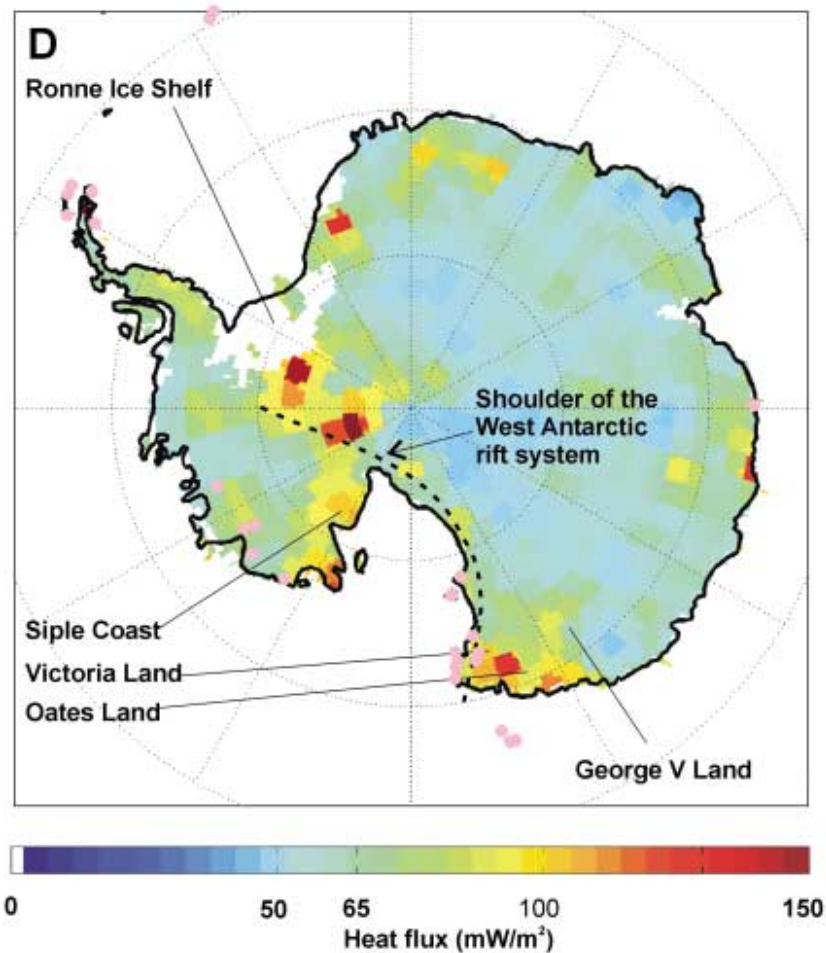 D
Ronne Ice Shelf
Shoulder of the
West Antarctic
rift system
Siple Coast
Victoria Land
Oates Land
George V Land
0 50 65 100 150
Heat flux (mW/m²)